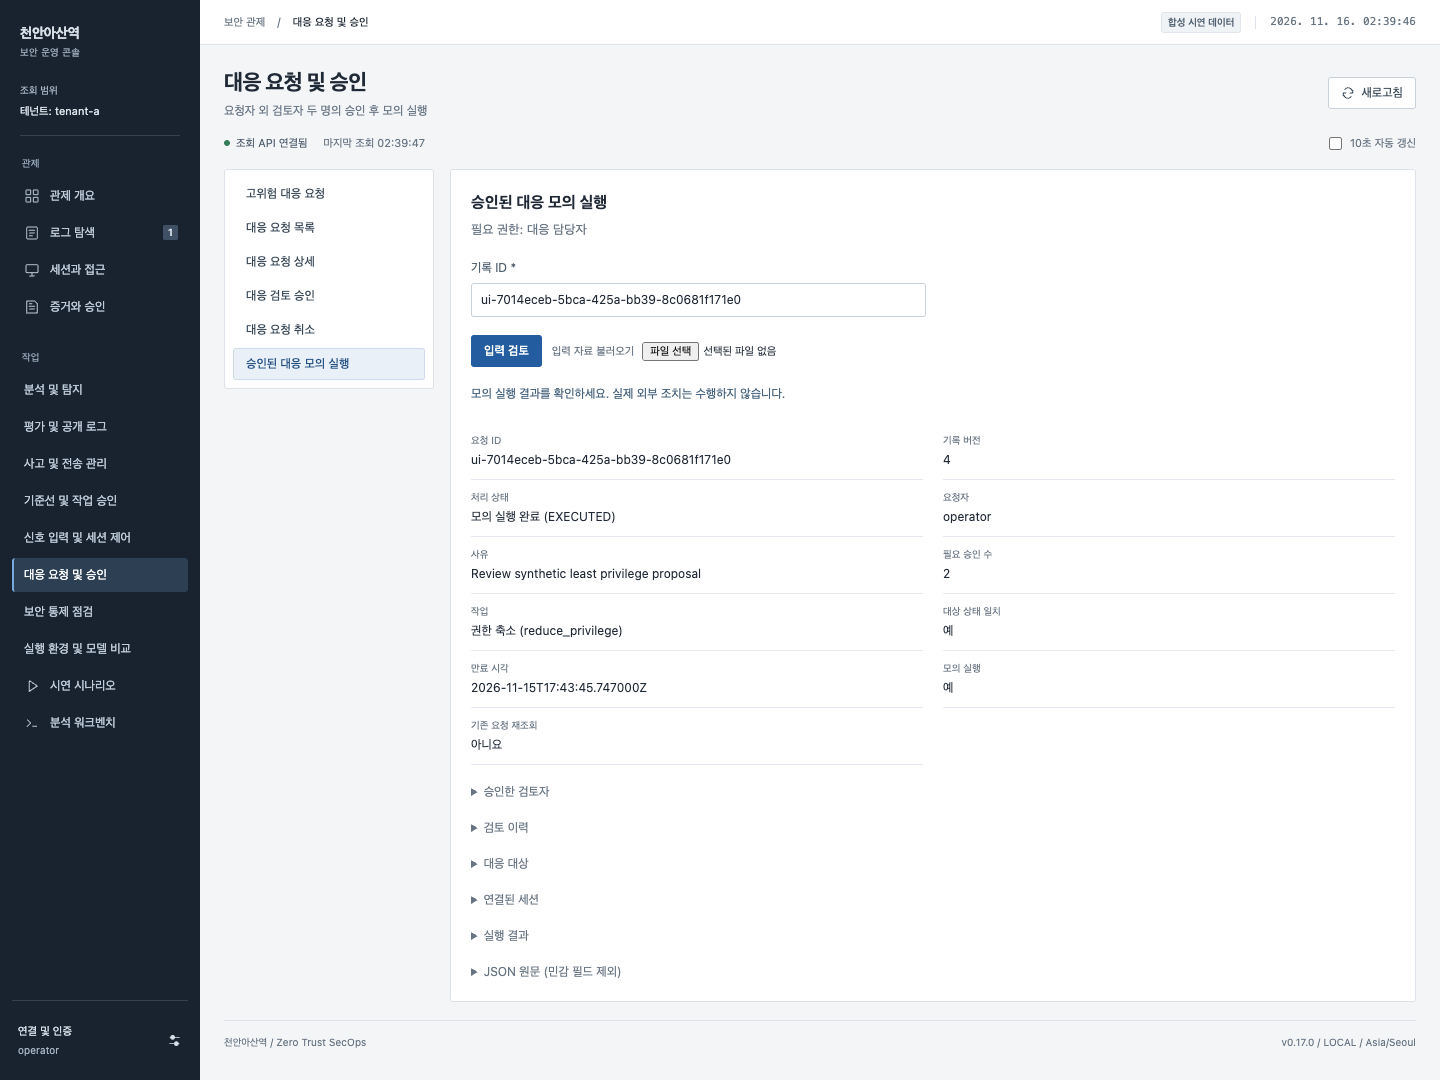 천안아산역
보안 운영 콘솔
조회 범위
테넌트: tenant-a
관제
관제 개요
로그 탐색 1
세션과 접근
증거와 승인
작업
분석 및 탐지
평가 및 공개 로그
사고 및 전송 관리
기준선 및 작업 승인
신호 입력 및 세션 제어
대응 요청 및 승인
보안 통제 점검
실행 환경 및 모델 비교
시연 시나리오
분석 워크벤치
연결 및 인증
operator
보안 관제 / 대응 요청 및 승인
합성 시연 데이터
2026. 11. 16. 02:39:46
대응 요청 및 승인
요청자 외 검토자 두 명의 승인 후 모의 실행
새로고침
조회 API 연결됨 마지막 조회 02:39:47
10초 자동 갱신
고위험 대응 요청
대응 요청 목록
대응 요청 상세
대응 검토 승인
대응 요청 취소
승인된 대응 모의 실행
승인된 대응 모의 실행
필요 권한: 대응 담당자
기록 ID *
ui-7014eceb-5bca-425a-bb39-8c0681f171e0
입력 검토 입력 자료 불러오기 파일 선택 선택된 파일 없음
모의 실행 결과를 확인하세요. 실제 외부 조치는 수행하지 않습니다.
요청 ID
ui-7014eceb-5bca-425a-bb39-8c0681f171e0
기록 버전
4
처리 상태
모의 실행 완료 (EXECUTED)
요청자
operator
사유
Review synthetic least privilege proposal
필요 승인 수
2
작업
권한 축소 (reduce_privilege)
대상 상태 일치
예
만료 시각
2026-11-15T17:43:45.747000Z
모의 실행
예
기존 요청 재조회
아니요
승인한 검토자
검토 이력
대응 대상
연결된 세션
실행 결과
JSON 원문 (민감 필드 제외)
천안아산역 / Zero Trust SecOps
v0.17.0 / LOCAL / Asia/Seoul